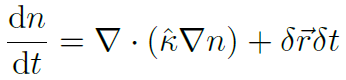 dn/dt = ∇ · (κ̂∇n) + δr⃗δt